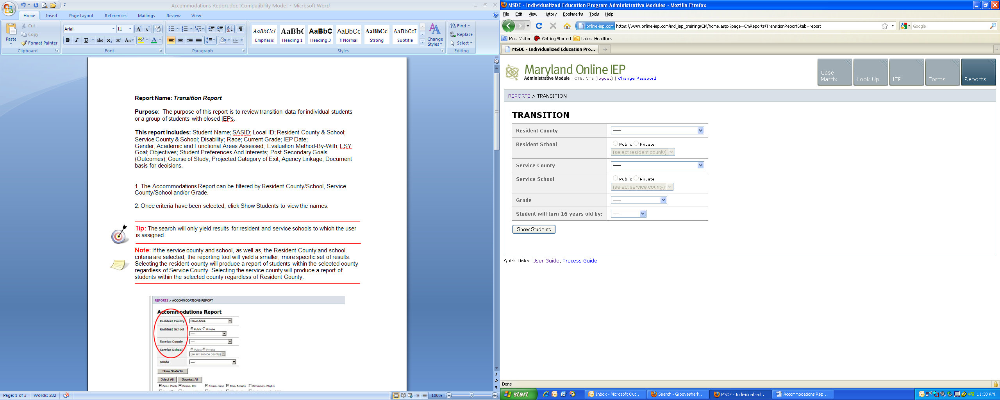 Accommodations Report.doc [Compatibility Mode] - Microsoft Word
Home Insert Page Layout References Mailings Review View
Paste
Cut
Copy
Format Painter
Clipboard
Arial 11
Font
Paragraph
AaBbCcI AaBbC AaBbC AaBbCc AaBbCcI AaBbCcI
Emphasis Heading 1 Heading 3 ¶ Normal Strong Subtitle
Change Styles
Styles
Find
Replace
Select
Editing
Report Name: Transition Report
Purpose: The purpose of this report is to review transition data for individual students
or a group of students with closed IEPs.
This report includes: Student Name; SASID; Local ID; Resident County & School;
Service County & School; Disability; Race; Current Grade; IEP Date;
Gender; Academic and Functional Areas Assessed; Evaluation Method-By-With; ESY
Goal; Objectives; Student Preferences And Interests; Post Secondary Goals
(Outcomes); Course of Study; Projected Category of Exit; Agency Linkage; Document
basis for decisions.
1. The Accommodations Report can be filtered by Resident County/School, Service
County/School and/or Grade.
2. Once criteria have been selected, click Show Students to view the names.
Tip: The search will only yield results for resident and service schools to which the user
is assigned.
Note: If the service county and school, as well as, the Resident County and school
criteria are selected, the reporting tool will yield a smaller, more specific set of results.
Selecting the resident county will produce a report of students within the selected county
regardless of Service County. Selecting the service county will produce a report of
students within the selected county regardless of Resident County.
REPORTS > ACCOMMODATIONS REPORT
Accommodations Report
Resident County Carol Anne
Resident School Public Private
Service County
Service School Public Private
(select service county)
Grade
Show Students
Select All Deselect All
Bear, Pooh Demo, Cte Demo, Jane Doo, Scooby Simmons, Phyllis
Page: 1 of 3 Words: 282 100%
MSDE - Individualized Education Program Administrative Modules - Mozilla Firefox
File Edit View History Bookmarks Tools Help
online-iep.com https://www.online-iep.com/md_iep_training/CM/home.aspx?page=CmReports/TransitionReport&tab=report
Google
Most Visited Getting Started Latest Headlines
MSDE - Individualized Education Pro...
Maryland Online IEP
Administrative Module CTE, CTE (logout) | Change Password
Case Matrix Look Up IEP Forms Reports
REPORTS > TRANSITION
TRANSITION
Resident County
Resident School Public Private
(select resident county)
Service County
Service School Public Private
(select service county)
Grade
Student will turn 16 years old by:
Show Students
Quick Links: User Guide, Process Guide
Done
start Inbox - Microsoft Out... Search - Grooveshark... MSDE - Individualized... Accommodations Rep... 11:38 AM